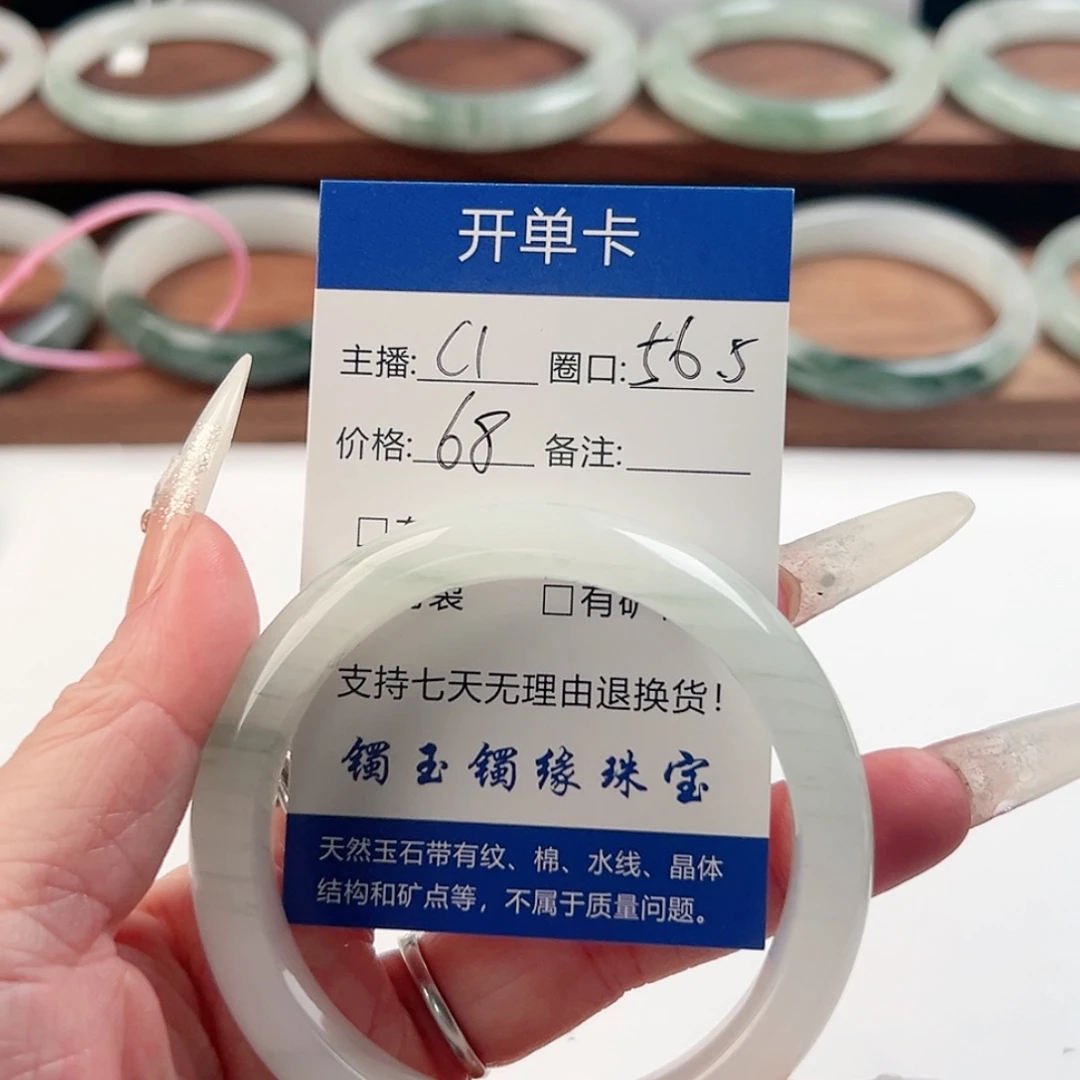 开单卡
主播: C1 圈口: 56.5
价格: 68 备注:
袋 □有矿
支持七天无理由退换货!
镯玉镯缘珠宝
天然玉石带有纹、棉、水线、晶体
结构和矿点等，不属于质量问题。